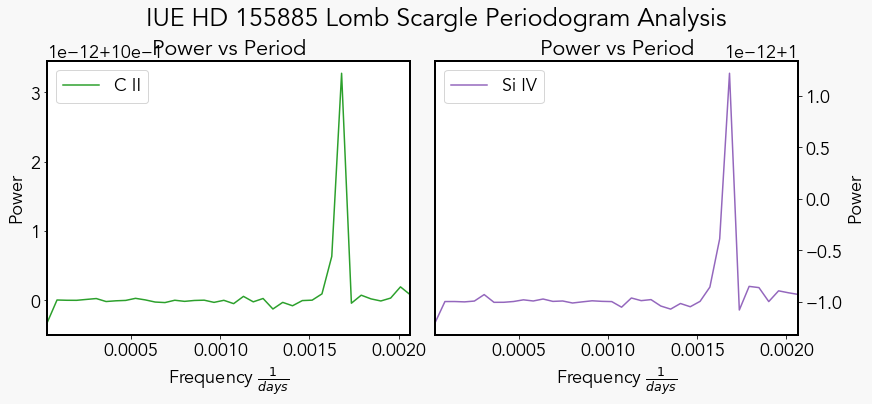 IUE HD 155885 Lomb Scargle Periodogram Analysis
1e−12+10e−1
Power vs Period
C II
3
2
1
0
Power
0.0005 0.0010 0.0015 0.0020
Frequency 1/days
Power vs Period
1e−12+1
Si IV
1.0
0.5
0.0
−0.5
−1.0
Power
0.0005 0.0010 0.0015 0.0020
Frequency 1/days